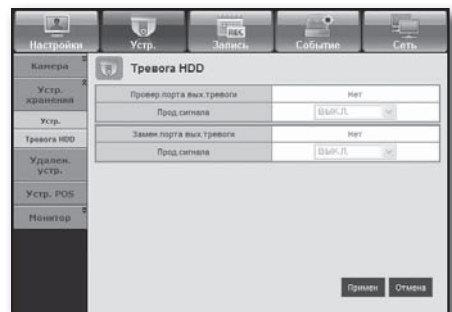 Настройки Устр. Запись Событие Сеть
REC
Камера
Тревога HDD
Устр. хранения
Провер.порта вых.тревоги Нет
Прод.сигнала ВЫКЛ.
Устр.
Тревога HDD
Замен.порта вых.тревоги Нет
Прод.сигнала ВЫКЛ.
Удален. устр.
Устр. POS
Монитор
Примен Отмена